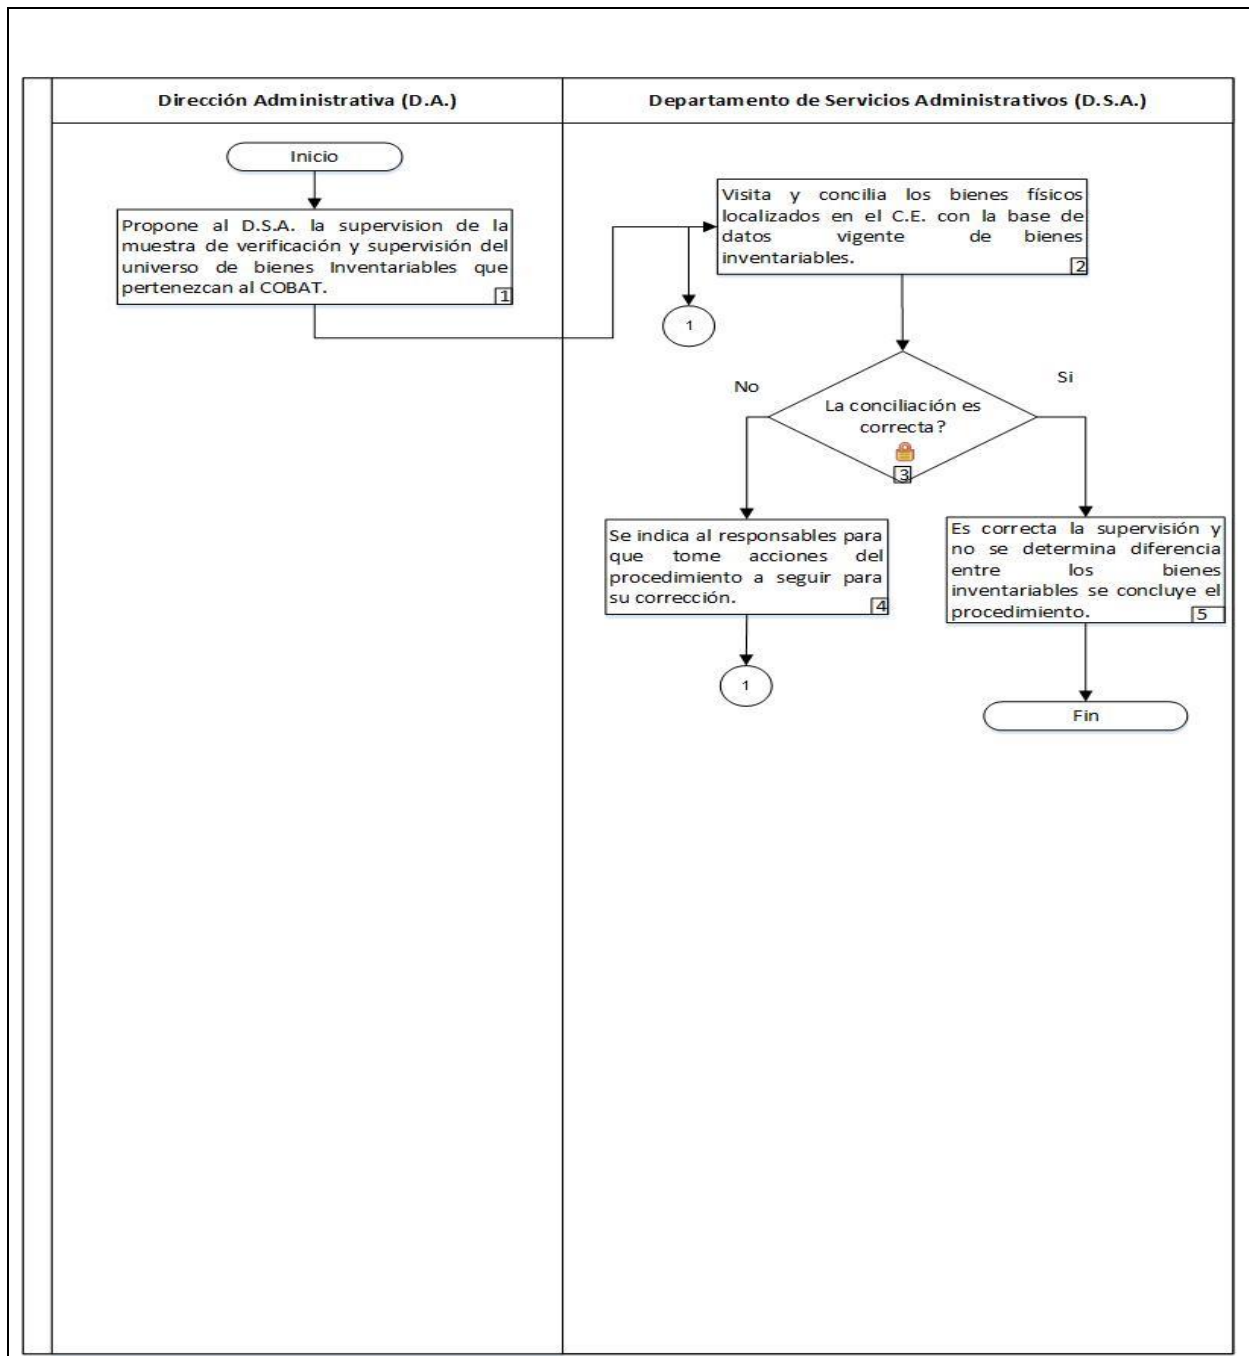 Dirección Administrativa (D.A.)
Departamento de Servicios Administrativos (D.S.A.)
Inicio
Propone al D.S.A. la supervision de la
muestra de verificación y supervisión del
universo de bienes Inventariables que
pertenezcan al COBAT.
1
Visita y concilia los bienes físicos
localizados en el C.E. con la base de
datos vigente de bienes
inventariables.
2
1
No
Si
La conciliación es
correcta?
3
Se indica al responsables para
que tome acciones del
procedimiento a seguir para
su corrección.
4
Es correcta la supervisión y
no se determina diferencia
entre los bienes
inventariables se concluye el
procedimiento.
5
1
Fin